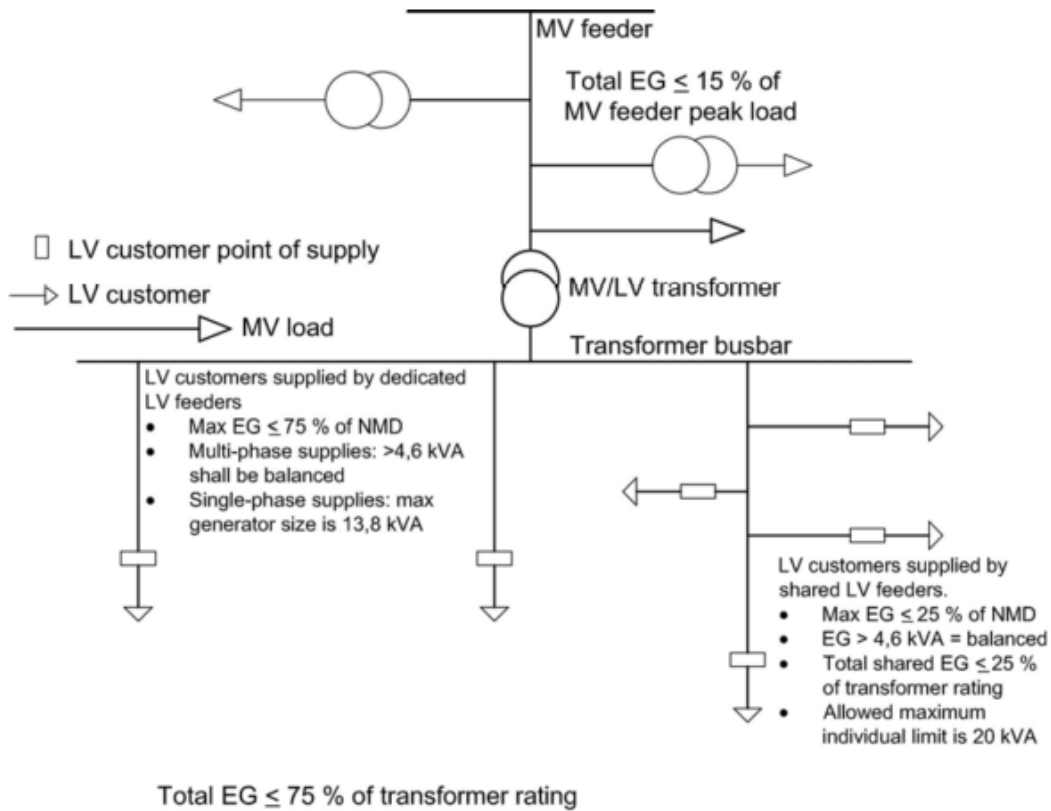 MV feeder
Total EG ≤ 15 % of
MV feeder peak load
LV customer point of supply
LV customer
MV load
MV/LV transformer
Transformer busbar
LV customers supplied by dedicated
LV feeders
• Max EG ≤ 75 % of NMD
• Multi-phase supplies: >4,6 kVA
shall be balanced
• Single-phase supplies: max
generator size is 13,8 kVA
LV customers supplied by
shared LV feeders.
• Max EG ≤ 25 % of NMD
• EG > 4,6 kVA = balanced
• Total shared EG ≤ 25 %
of transformer rating
• Allowed maximum
individual limit is 20 kVA
Total EG ≤ 75 % of transformer rating